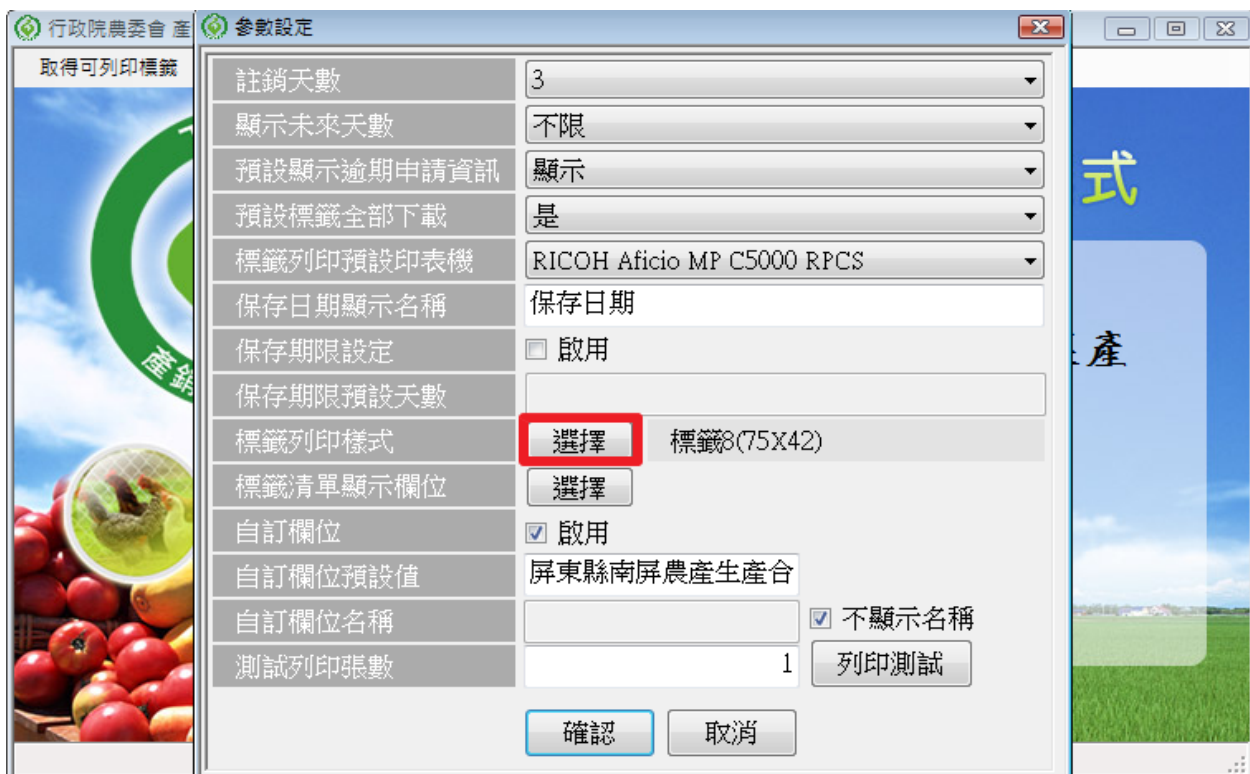 行政院農委會 產
參數設定
取得可列印標籤
註銷天數
3
顯示未來天數
不限
預設顯示逾期申請資訊
顯示
預設標籤全部下載
是
式
標籤列印預設印表機
RICOH Aficio MP C5000 RPCS
保存日期顯示名稱
保存日期
保存期限設定
啟用
產
產銷
保存期限預設天數
標籤列印樣式
選擇
標籤8(75X42)
標籤清單顯示欄位
選擇
自訂欄位
啟用
自訂欄位預設值
屏東縣南屏農產生產合
自訂欄位名稱
不顯示名稱
測試列印張數
1
列印測試
確認
取消